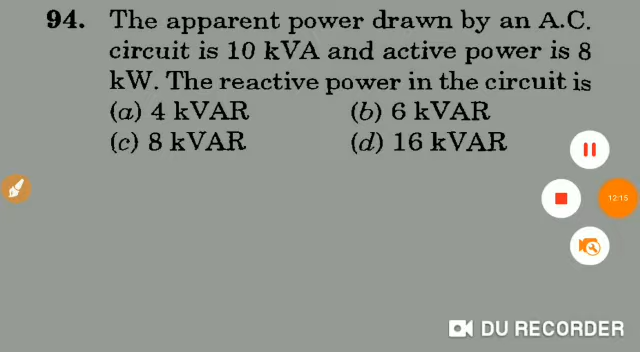 94. The apparent power drawn by an A.C.
circuit is 10 kVA and active power is 8
kW. The reactive power in the circuit is
(a) 4 kVAR (b) 6 kVAR
(c) 8 kVAR (d) 16 kVAR
12:15
DU RECORDER